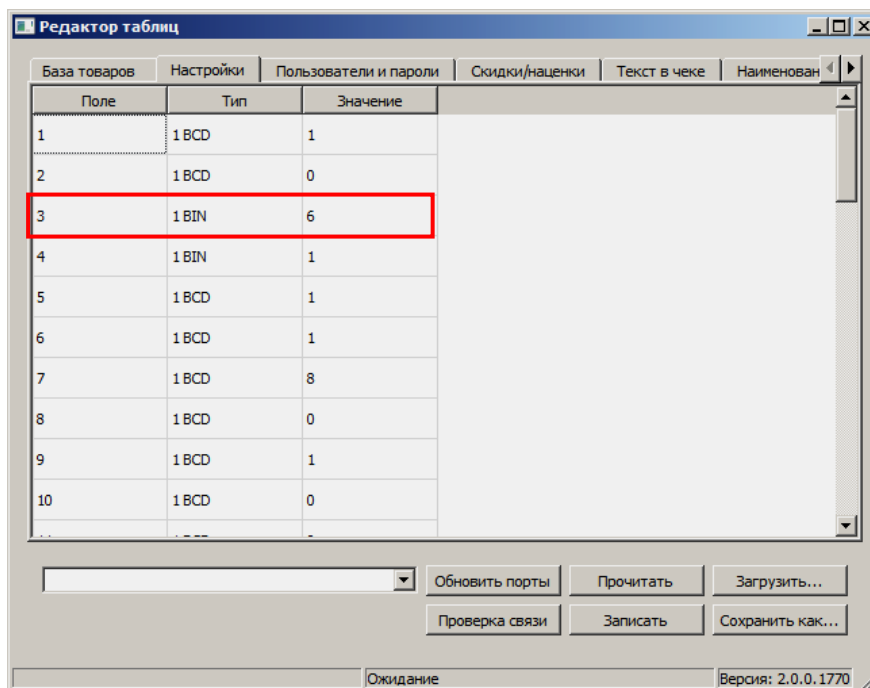 Редактор таблиц
База товаров Настройки Пользователи и пароли Скидки/наценки Текст в чеке Наименован
Поле Тип Значение
1 1 BCD 1
2 1 BCD 0
3 1 BIN 6
4 1 BIN 1
5 1 BCD 1
6 1 BCD 1
7 1 BCD 8
8 1 BCD 0
9 1 BCD 1
10 1 BCD 0
Обновить порты Прочитать Загрузить...
Проверка связи Записать Сохранить как...
Ожидание Версия: 2.0.0.1770